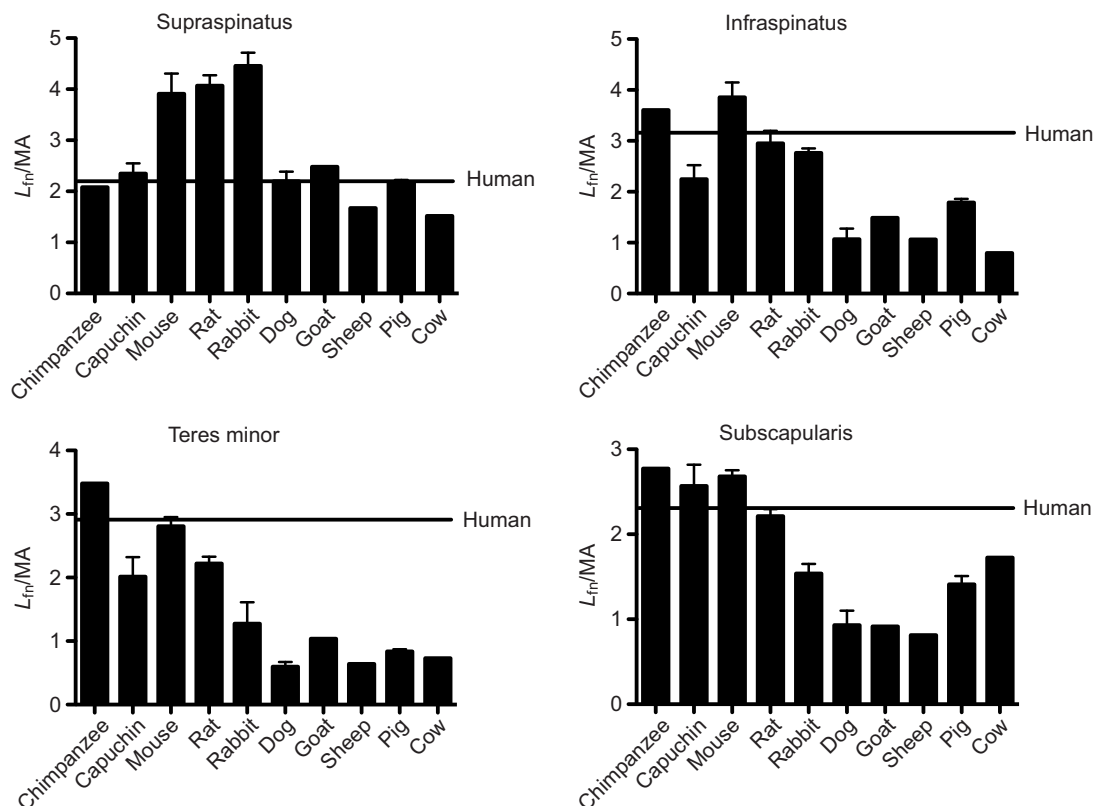 Supraspinatus
5
4
3
2
1
0
L_fn/MA
Human
Chimpanzee
Capuchin
Mouse
Rat
Rabbit
Dog
Goat
Sheep
Pig
Cow
Infraspinatus
5
4
3
2
1
0
L_fn/MA
Human
Chimpanzee
Capuchin
Mouse
Rat
Rabbit
Dog
Goat
Sheep
Pig
Cow
Teres minor
4
3
2
1
0
L_fn/MA
Human
Chimpanzee
Capuchin
Mouse
Rat
Rabbit
Dog
Goat
Sheep
Pig
Cow
Subscapularis
3
2
1
0
L_fn/MA
Human
Chimpanzee
Capuchin
Mouse
Rat
Rabbit
Dog
Goat
Sheep
Pig
Cow